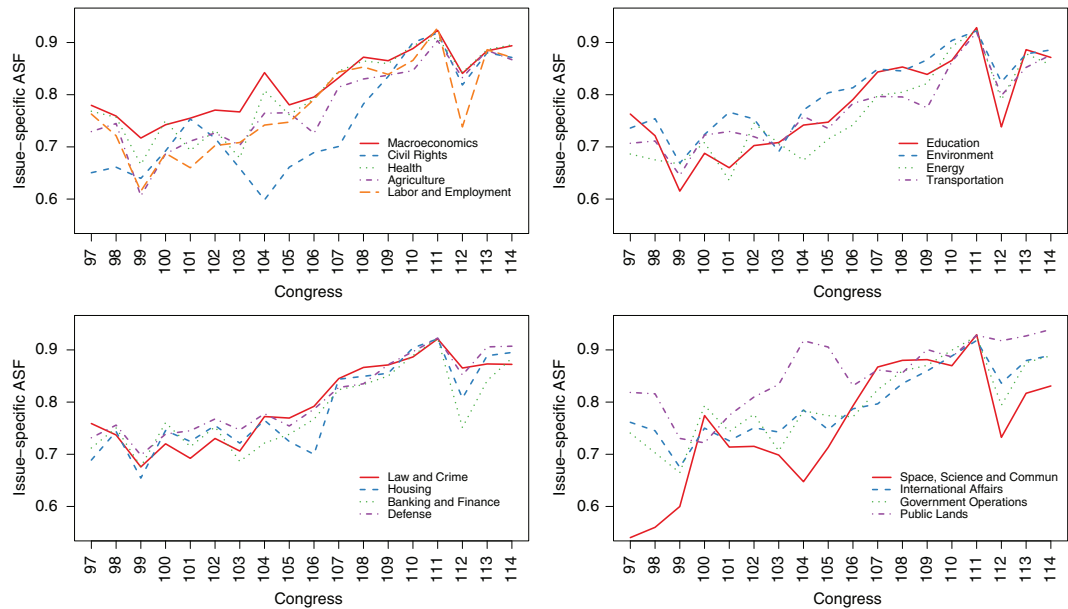 Issue−specific ASF
0.9
0.8
0.7
0.6
Macroeconomics
Civil Rights
Health
Agriculture
Labor and Employment
97 98 99 100 101 102 103 104 105 106 107 108 109 110 111 112 113 114
Congress
Issue−specific ASF
0.9
0.8
0.7
0.6
Education
Environment
Energy
Transportation
97 98 99 100 101 102 103 104 105 106 107 108 109 110 111 112 113 114
Congress
Issue−specific ASF
0.9
0.8
0.7
0.6
Law and Crime
Housing
Banking and Finance
Defense
97 98 99 100 101 102 103 104 105 106 107 108 109 110 111 112 113 114
Congress
Issue−specific ASF
0.9
0.8
0.7
0.6
Space, Science and Commun
International Affairs
Government Operations
Public Lands
97 98 99 100 101 102 103 104 105 106 107 108 109 110 111 112 113 114
Congress